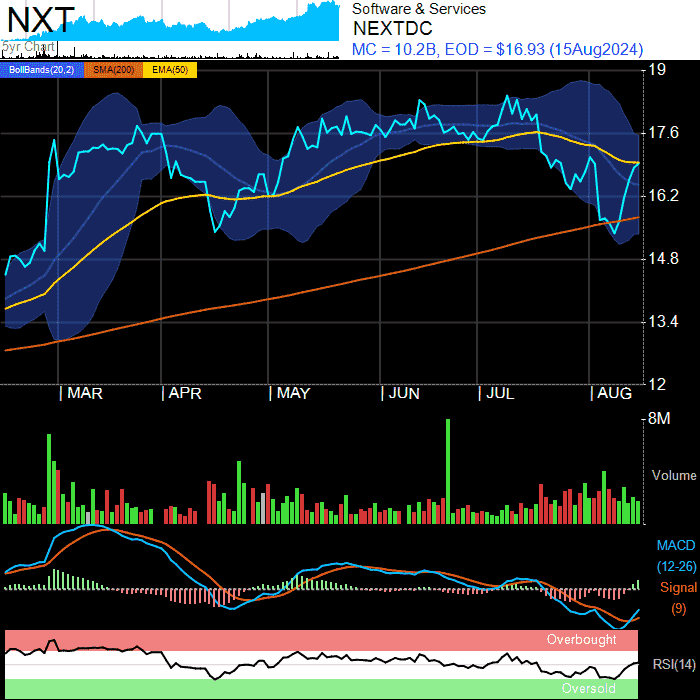 NXT
5yr Chart
Software & Services
NEXTDC
MC = 10.2B, EOD = $16.93 (15Aug2024)
BollBands(20,2) SMA(200) EMA(50)
19
17.6
16.2
14.8
13.4
12
MAR APR MAY JUN JUL AUG
8M
Volume
MACD
(12-26)
Signal
(9)
Overbought
RSI(14)
Oversold